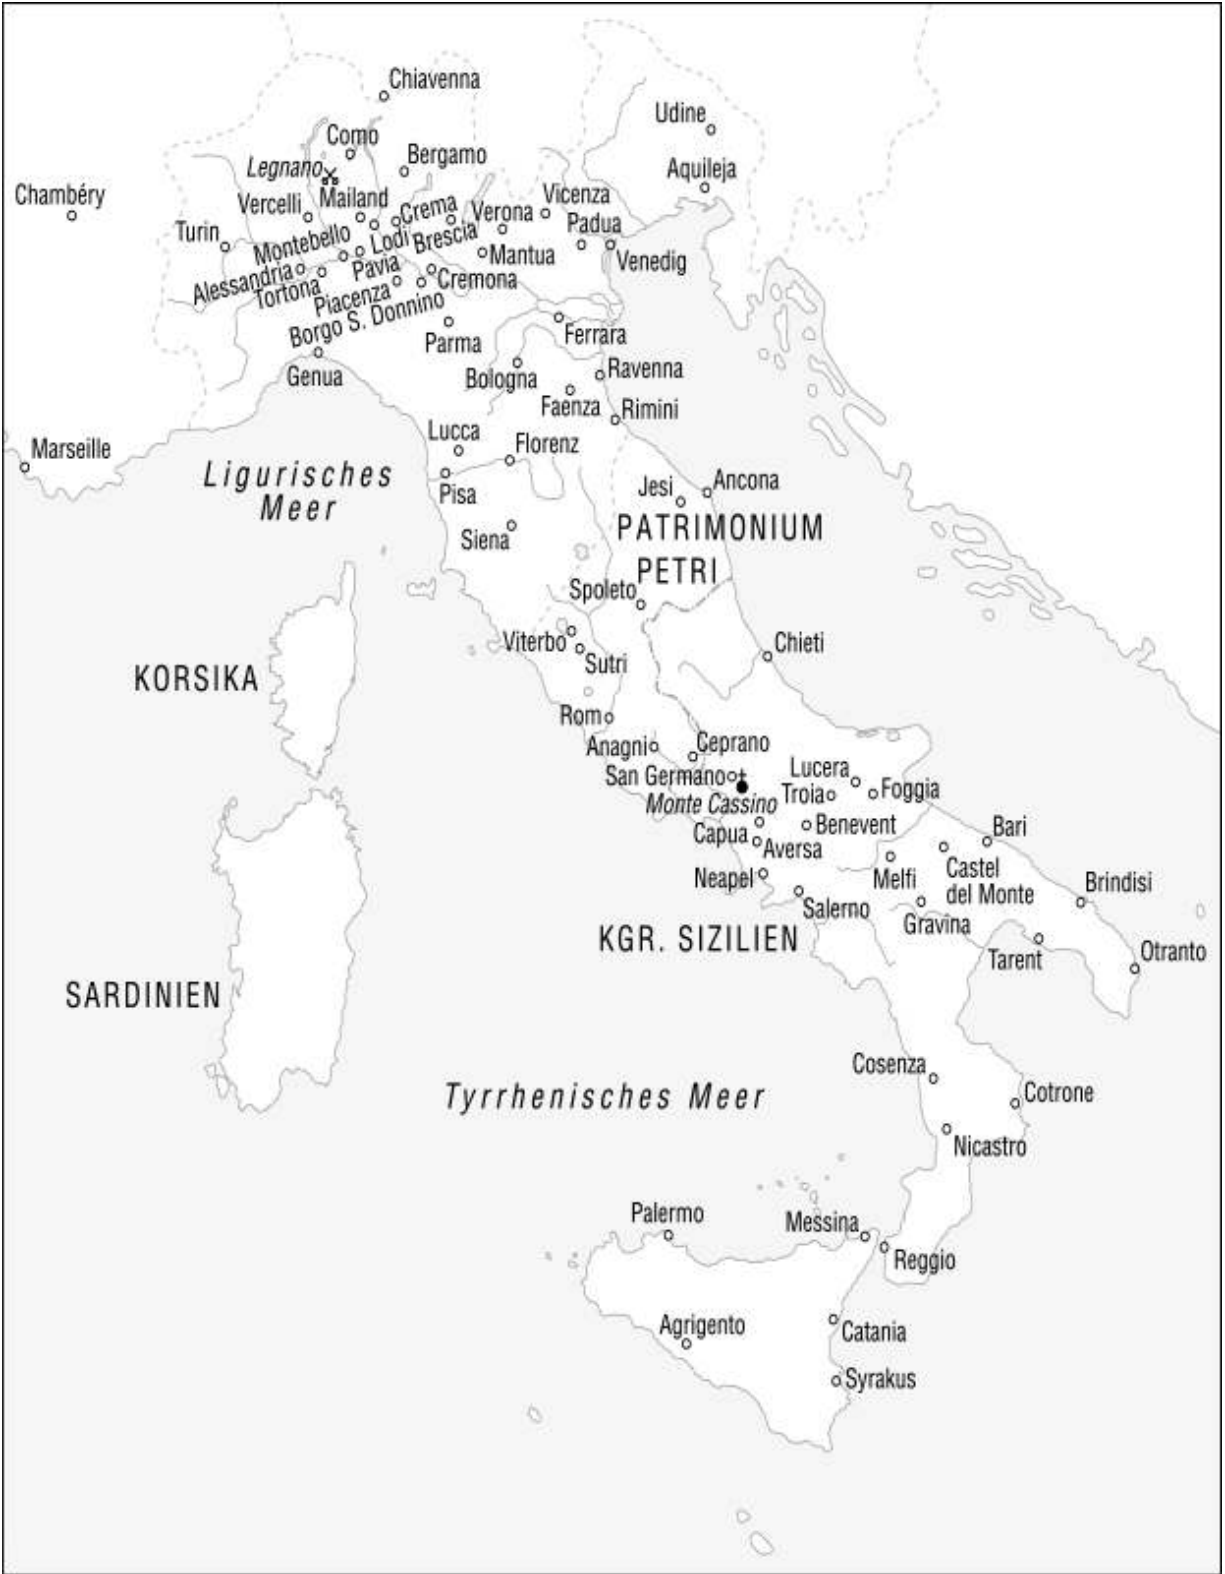 Chiavenna
Udine
Como
Bergamo
Legnano
Aquileja
Chambéry
Vercelli
Mailand
Crema
Verona
Vicenza
Turin
Montebello
Lodi
Brescia
Padua
Venedig
Mantua
Alessandria
Tortona
Pavia
Piacenza
Cremona
Borgo S. Donnino
Parma
Ferrara
Genua
Bologna
Ravenna
Faenza
Rimini
Marseille
Lucca
Florenz
Ligurisches
Meer
Pisa
Jesi
Ancona
Siena
PATRIMONIUM
PETRI
Spoleto
Viterbo
Sutri
Chieti
KORSIKA
Rom
Anagni
Ceprano
San Germano
Monte Cassino
Lucera
Troia
Foggia
Capua
Benevent
Aversa
Bari
Neapel
Melfi
Castel
del Monte
Brindisi
Salerno
Gravina
KGR. SIZILIEN
Tarent
Otranto
SARDINIEN
Cosenza
Tyrrhenisches Meer
Cotrone
Nicastro
Palermo
Messina
Reggio
Agrigento
Catania
Syrakus